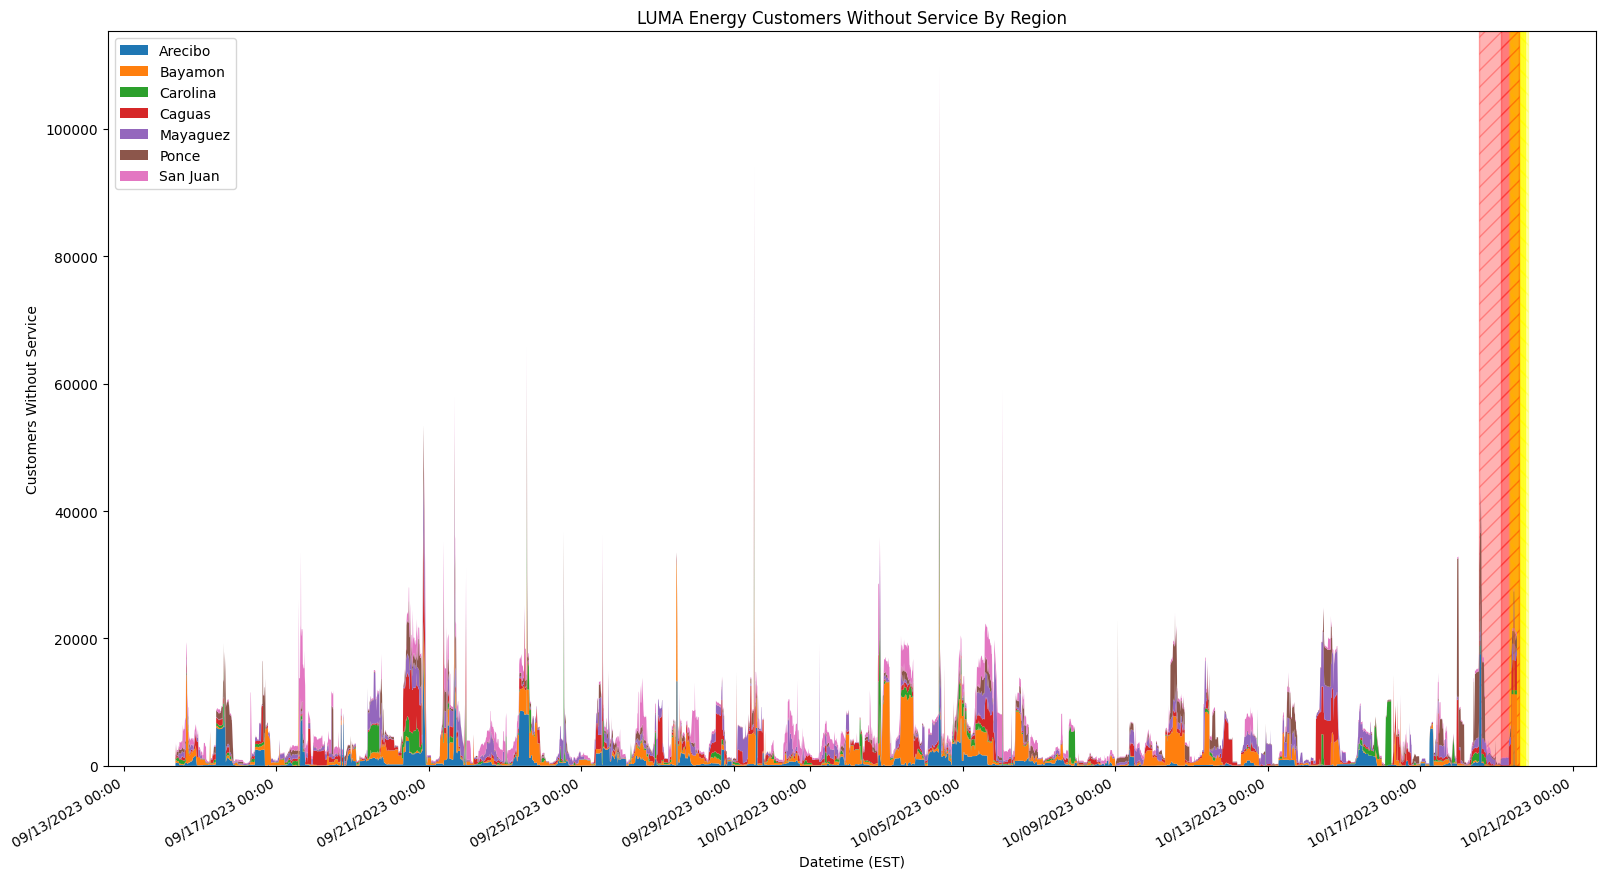 LUMA Energy Customers Without Service By Region
Arecibo
Bayamon
Carolina
Caguas
Mayaguez
Ponce
San Juan
100000
80000
60000
40000
20000
0
Customers Without Service
09/13/2023 00:00
09/17/2023 00:00
09/21/2023 00:00
09/25/2023 00:00
09/29/2023 00:00
10/01/2023 00:00
10/05/2023 00:00
10/09/2023 00:00
10/13/2023 00:00
10/17/2023 00:00
10/21/2023 00:00
Datetime (EST)